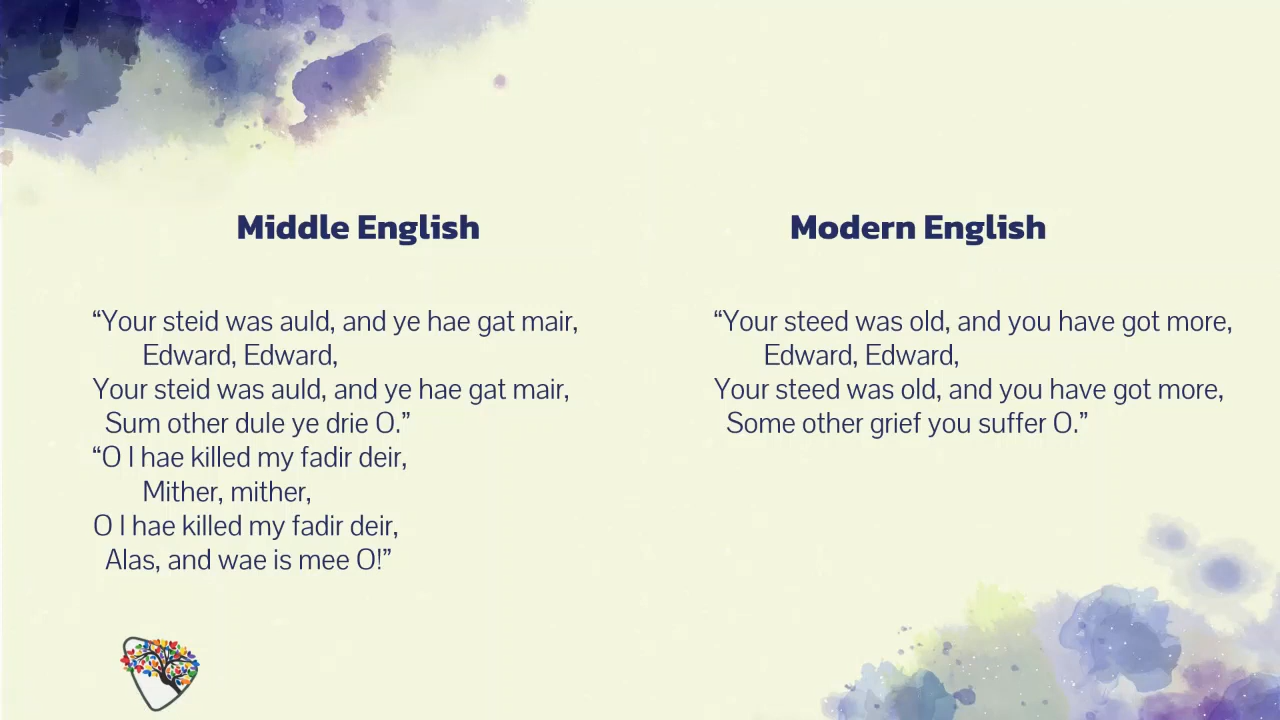 Middle English
“Your steid was auld, and ye hae gat mair,
Edward, Edward,
Your steid was auld, and ye hae gat mair,
Sum other dule ye drie O.”
“O I hae killed my fadir deir,
Mither, mither,
O I hae killed my fadir deir,
Alas, and wae is mee O!”
Modern English
“Your steed was old, and you have got more,
Edward, Edward,
Your steed was old, and you have got more,
Some other grief you suffer O.”